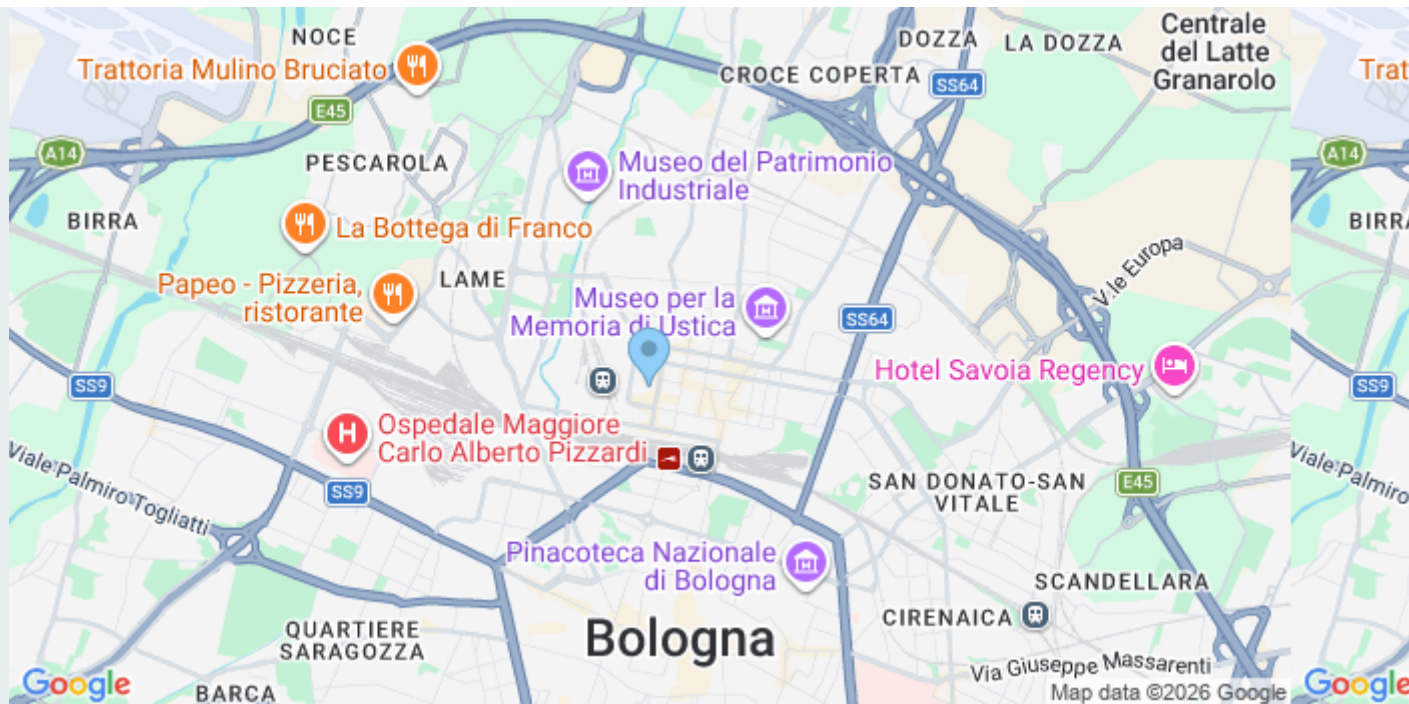 NOCE
DOZZA
LA DOZZA
Centrale
del Latte
Granarolo
Trattoria Mulino Bruciato
CROCE COPERTA
SS64
Trat
E45
A14
PESCAROLA
Museo del Patrimonio
Industriale
A14
BIRRA
La Bottega di Franco
BIRRA
V.le Europa
LAME
Papeo - Pizzeria,
ristorante
Museo per la
Memoria di Ustica
SS64
Hotel Savoia Regency
SS9
SS9
Ospedale Maggiore
Carlo Alberto Pizzardi
Viale Palmiro Togliatti
SS9
SAN DONATO-SAN
VITALE
E45
Viale Palmiro
Pinacoteca Nazionale
di Bologna
SCANDELLARA
CIRENAICA
QUARTIERE
SARAGOZZA
Bologna
Via Giuseppe Massarenti
Google
BARCA
Map data ©2026 Google
Google